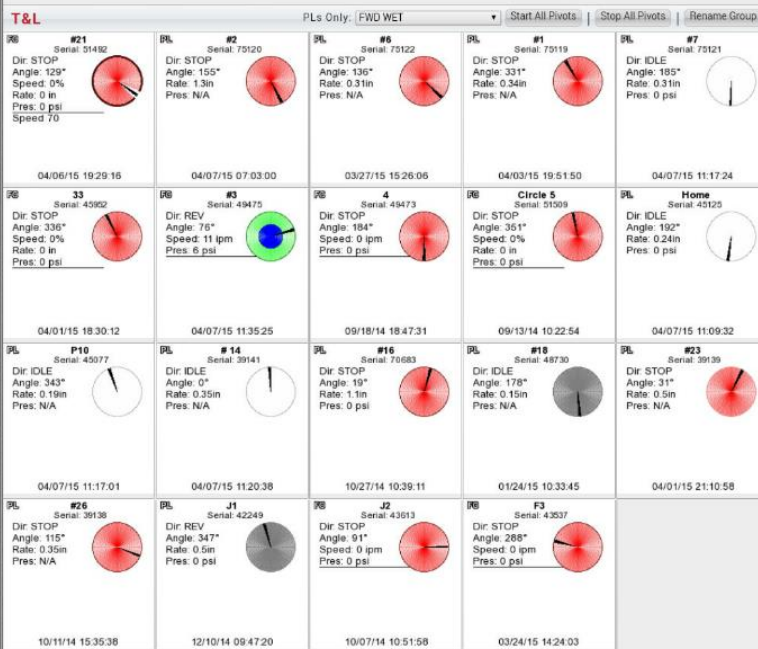 T&L
PLs Only: FWD WET
Start All Pivots | Stop All Pivots | Rename Group
FB #21
Serial: 51492
Dir: STOP
Angle: 129°
Speed: 0%
Rate: 0 in
Pres: 0 psi
Speed 70
04/06/15 19:29:16
PL #2
Serial: 75120
Dir: STOP
Angle: 155°
Rate: 1.3in
Pres: N/A
04/07/15 07:03:00
PL #6
Serial: 75122
Dir: STOP
Angle: 136°
Rate: 0.31in
Pres: N/A
03/27/15 15:26:06
PL #1
Serial: 75119
Dir: STOP
Angle: 331°
Rate: 0.34in
Pres: N/A
04/03/15 19:51:50
PL #7
Serial: 75121
Dir: IDLE
Angle: 185°
Rate: 0.31in
Pres: 0 psi
04/07/15 11:17:24
FB 33
Serial: 45952
Dir: STOP
Angle: 336°
Speed: 0%
Rate: 0 in
Pres: 0 psi
04/01/15 18:30:12
FB #3
Serial: 49475
Dir: REV
Angle: 76°
Speed: 11 ipm
Pres: 6 psi
04/07/15 11:35:25
FB 4
Serial: 49473
Dir: STOP
Angle: 184°
Speed: 0 ipm
Pres: 0 psi
09/18/14 18:47:31
FB Circle 5
Serial: 51509
Dir: STOP
Angle: 351°
Speed: 0%
Rate: 0 in
Pres: 0 psi
09/13/14 10:22:54
PL Home
Serial: 45125
Dir: IDLE
Angle: 192°
Rate: 0.24in
Pres: 0 psi
04/07/15 11:09:32
PL P10
Serial: 45077
Dir: IDLE
Angle: 343°
Rate: 0.19in
Pres: N/A
04/07/15 11:17:01
PL # 14
Serial: 39141
Dir: IDLE
Angle: 0°
Rate: 0.35in
Pres: N/A
04/07/15 11:20:38
PL #16
Serial: 70683
Dir: STOP
Angle: 19°
Rate: 1.1in
Pres: 0 psi
10/27/14 10:39:11
PL #18
Serial: 48730
Dir: IDLE
Angle: 178°
Rate: 0.15in
Pres: N/A
01/24/15 10:33:45
PL #23
Serial: 39139
Dir: STOP
Angle: 31°
Rate: 0.5in
Pres: N/A
04/01/15 21:10:58
PL #26
Serial: 39138
Dir: STOP
Angle: 115°
Rate: 0.35in
Pres: N/A
10/11/14 15:35:38
PL J1
Serial: 42249
Dir: REV
Angle: 347°
Rate: 0.5in
Pres: 0 psi
12/10/14 09:47:20
FB J2
Serial: 43613
Dir: STOP
Angle: 91°
Speed: 0 ipm
Pres: 0 psi
10/07/14 10:51:58
FB F3
Serial: 43537
Dir: STOP
Angle: 288°
Speed: 0 ipm
Pres: 0 psi
03/24/15 14:24:03